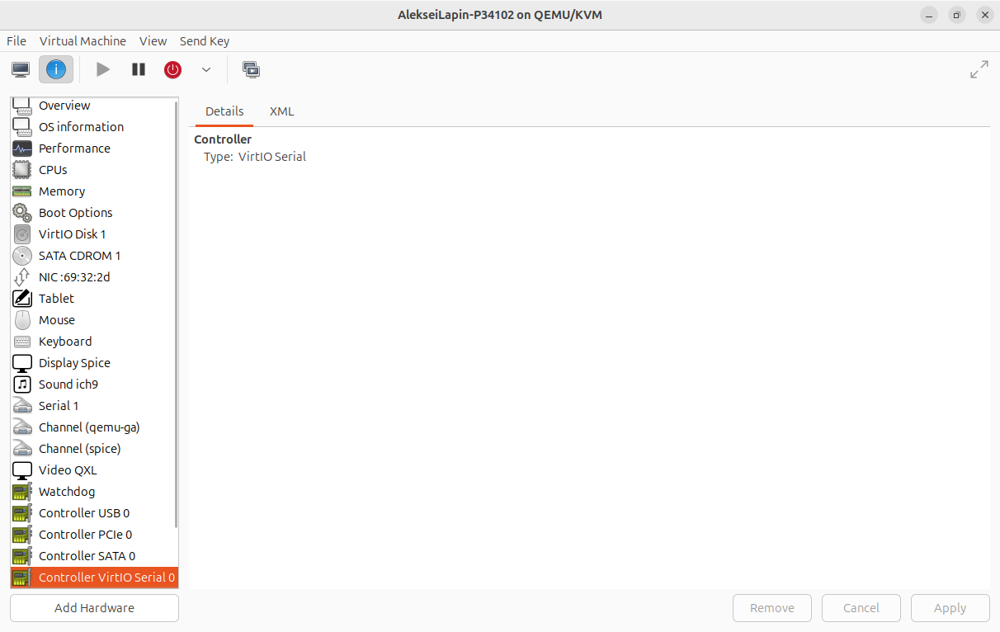 AlekseiLapin-P34102 on QEMU/KVM
File Virtual Machine View Send Key
Overview
OS information
Performance
CPUs
Memory
Boot Options
VirtIO Disk 1
SATA CDROM 1
NIC :69:32:2d
Tablet
Mouse
Keyboard
Display Spice
Sound ich9
Serial 1
Channel (qemu-ga)
Channel (spice)
Video QXL
Watchdog
Controller USB 0
Controller PCIe 0
Controller SATA 0
Controller VirtIO Serial 0
Add Hardware
Details XML
Controller
Type: VirtIO Serial
Remove Cancel Apply